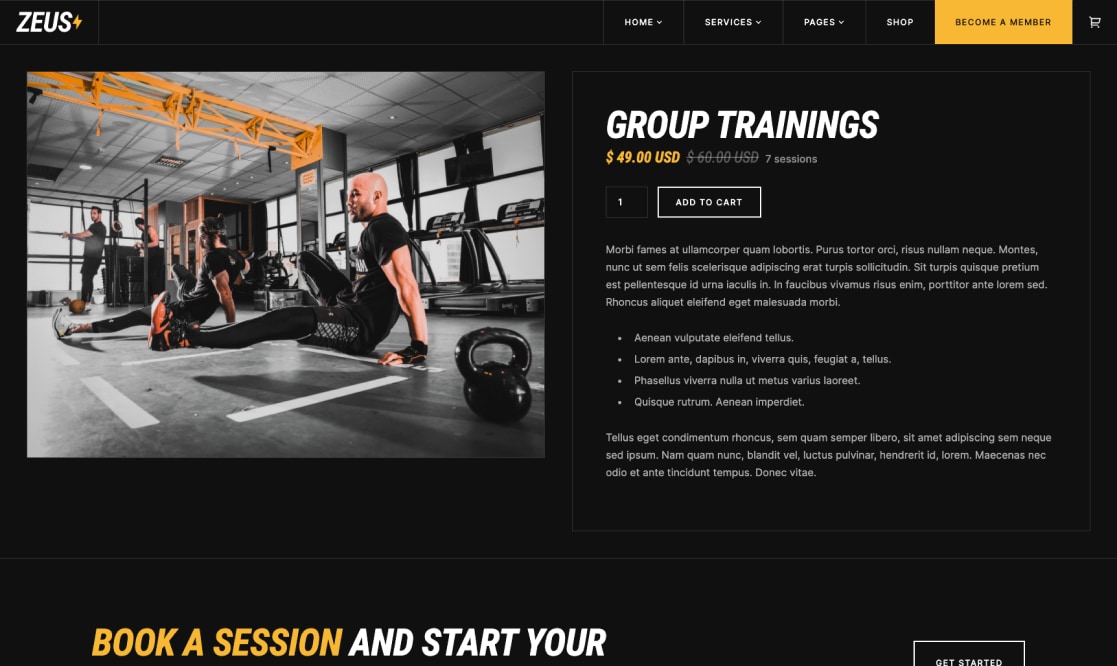 ZEUS
HOME
SERVICES
PAGES
SHOP
BECOME A MEMBER
GROUP TRAININGS
$ 49.00 USD $ 60.00 USD 7 sessions
1
ADD TO CART
Morbi fames at ullamcorper quam lobortis. Purus tortor orci, risus nullam neque. Montes,
nunc ut sem felis scelerisque adipiscing erat turpis sollicitudin. Sit turpis quisque pretium
est pellentesque id urna iaculis in. In faucibus vivamus risus enim, porttitor ante lorem sed.
Rhoncus aliquet eleifend eget malesuada morbi.
• Aenean vulputate eleifend tellus.
• Lorem ante, dapibus in, viverra quis, feugiat a, tellus.
• Phasellus viverra nulla ut metus varius laoreet.
• Quisque rutrum. Aenean imperdiet.
Tellus eget condimentum rhoncus, sem quam semper libero, sit amet adipiscing sem neque
sed ipsum. Nam quam nunc, blandit vel, luctus pulvinar, hendrerit id, lorem. Maecenas nec
odio et ante tincidunt tempus. Donec vitae.
BOOK A SESSION AND START YOUR
GET STARTED